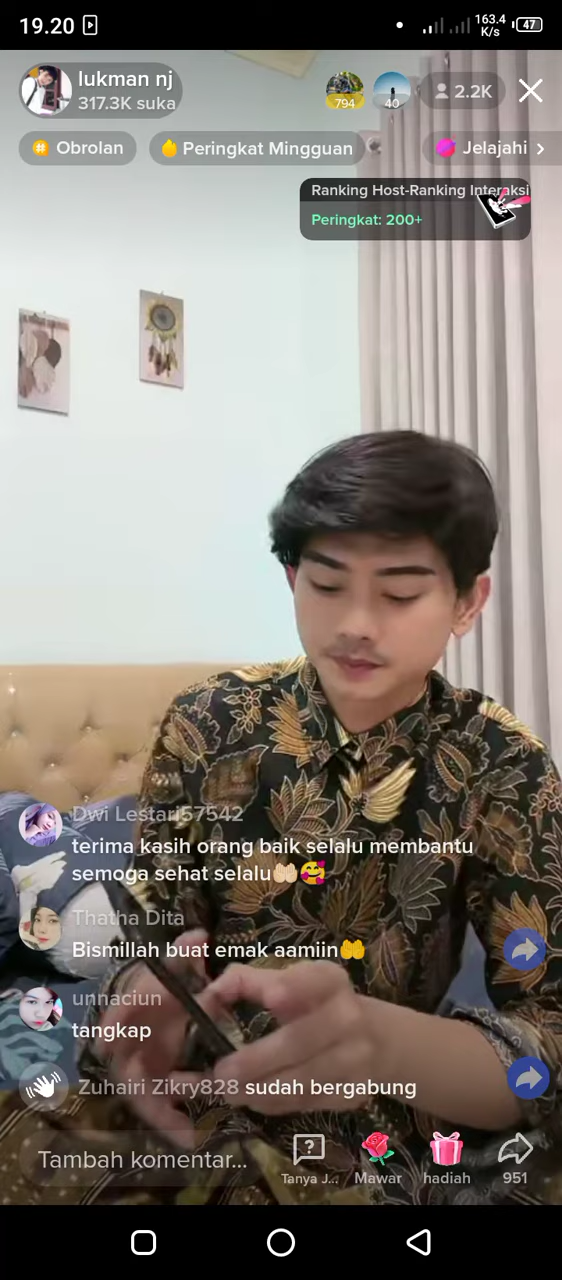 19.20
163.4
K/s
47
lukman nj
317.3K suka
794
40
2.2K
Obrolan
Peringkat Mingguan
Jelajahi
Ranking Host-Ranking Interaksi
Peringkat: 200+
Dwi Lestari57542
terima kasih orang baik selalu membantu
semoga sehat selalu🤲🏻🥰
Thatha Dita
Bismillah buat emak aamiin🤲
unnaciun
tangkap
Zuhairi Zikry828 sudah bergabung
Tambah komentar...
Tanya J...
Mawar
hadiah
951